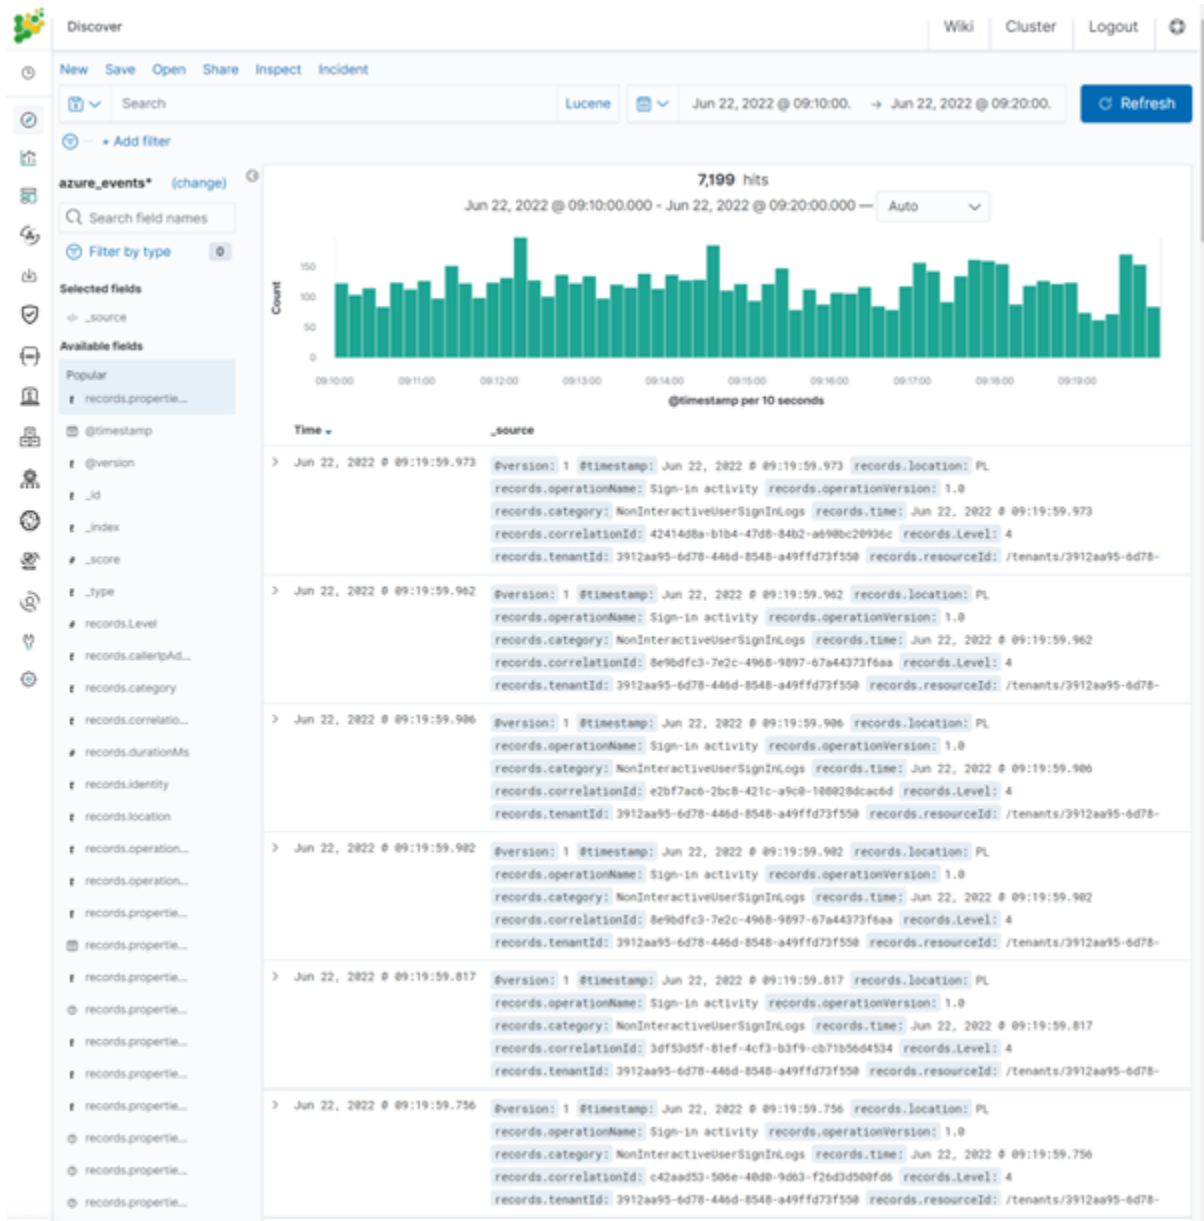 Discover
Wiki
Cluster
Logout
New Save Open Share Inspect Incident
Search
Lucene
Jun 22, 2022 @ 09:10:00. → Jun 22, 2022 @ 09:20:00.
Refresh
+ Add filter
azure_events* (change)
Search field names
Filter by type 0
Selected fields
_source
Available fields
Popular
t records.propertie...
@timestamp
t @version
t _id
t _index
# _score
t _type
# records.Level
t records.callerIpAd...
t records.category
t records.correlatio...
# records.durationMs
t records.identity
t records.location
t records.operation...
t records.operation...
t records.propertie...
records.propertie...
t records.propertie...
records.propertie...
t records.propertie...
t records.propertie...
t records.propertie...
records.propertie...
records.propertie...
records.propertie...
7,199 hits
Jun 22, 2022 @ 09:10:00.000 - Jun 22, 2022 @ 09:20:00.000 — Auto
Count
150
100
50
0
09:10:00 09:11:00 09:12:00 09:13:00 09:14:00 09:15:00 09:16:00 09:17:00 09:18:00 09:19:00
@timestamp per 10 seconds
Time _source
Jun 22, 2022 @ 09:19:59.973
@version: 1 @timestamp: Jun 22, 2022 @ 09:19:59.973 records.location: PL
records.operationName: Sign-in activity records.operationVersion: 1.0
records.category: NonInteractiveUserSignInLogs records.time: Jun 22, 2022 @ 09:19:59.973
records.correlationId: 42414d8a-b1b4-47d8-84b2-a690bc20936c records.Level: 4
records.tenantId: 3912aa95-6d78-446d-8548-a49ffd73f550 records.resourceId: /tenants/3912aa95-6d78-
Jun 22, 2022 @ 09:19:59.962
@version: 1 @timestamp: Jun 22, 2022 @ 09:19:59.962 records.location: PL
records.operationName: Sign-in activity records.operationVersion: 1.0
records.category: NonInteractiveUserSignInLogs records.time: Jun 22, 2022 @ 09:19:59.962
records.correlationId: 8e9bdfc3-7e2c-4968-9897-67a44373f6aa records.Level: 4
records.tenantId: 3912aa95-6d78-446d-8548-a49ffd73f550 records.resourceId: /tenants/3912aa95-6d78-
Jun 22, 2022 @ 09:19:59.906
@version: 1 @timestamp: Jun 22, 2022 @ 09:19:59.906 records.location: PL
records.operationName: Sign-in activity records.operationVersion: 1.0
records.category: NonInteractiveUserSignInLogs records.time: Jun 22, 2022 @ 09:19:59.906
records.correlationId: e2bf7ac6-2bc8-421c-a9c0-108028dcac6d records.Level: 4
records.tenantId: 3912aa95-6d78-446d-8548-a49ffd73f550 records.resourceId: /tenants/3912aa95-6d78-
Jun 22, 2022 @ 09:19:59.902
@version: 1 @timestamp: Jun 22, 2022 @ 09:19:59.902 records.location: PL
records.operationName: Sign-in activity records.operationVersion: 1.0
records.category: NonInteractiveUserSignInLogs records.time: Jun 22, 2022 @ 09:19:59.902
records.correlationId: 8e9bdfc3-7e2c-4968-9897-67a44373f6aa records.Level: 4
records.tenantId: 3912aa95-6d78-446d-8548-a49ffd73f550 records.resourceId: /tenants/3912aa95-6d78-
Jun 22, 2022 @ 09:19:59.817
@version: 1 @timestamp: Jun 22, 2022 @ 09:19:59.817 records.location: PL
records.operationName: Sign-in activity records.operationVersion: 1.0
records.category: NonInteractiveUserSignInLogs records.time: Jun 22, 2022 @ 09:19:59.817
records.correlationId: 3df53d5f-81ef-4cf3-b3f9-cb71b56d4534 records.Level: 4
records.tenantId: 3912aa95-6d78-446d-8548-a49ffd73f550 records.resourceId: /tenants/3912aa95-6d78-
Jun 22, 2022 @ 09:19:59.756
@version: 1 @timestamp: Jun 22, 2022 @ 09:19:59.756 records.location: PL
records.operationName: Sign-in activity records.operationVersion: 1.0
records.category: NonInteractiveUserSignInLogs records.time: Jun 22, 2022 @ 09:19:59.756
records.correlationId: c42aad53-506e-40d0-9d63-f26d3d500fd6 records.Level: 4
records.tenantId: 3912aa95-6d78-446d-8548-a49ffd73f550 records.resourceId: /tenants/3912aa95-6d78-